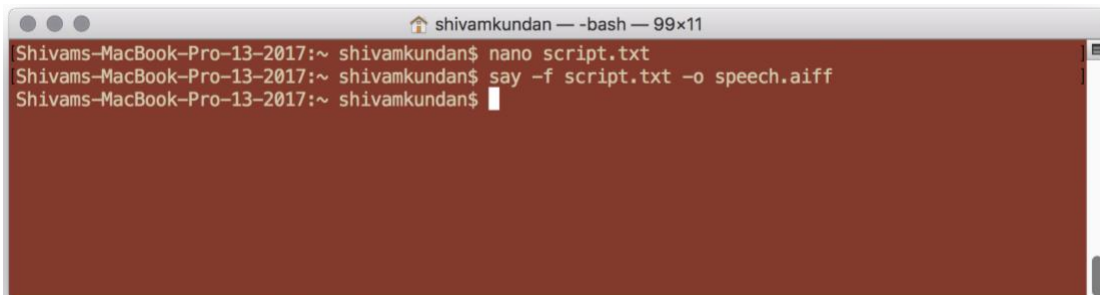 shivamkundan — -bash — 99×11
[Shivams-MacBook-Pro-13-2017:~ shivamkundan$ nano script.txt ]
[Shivams-MacBook-Pro-13-2017:~ shivamkundan$ say -f script.txt -o speech.aiff ]
Shivams-MacBook-Pro-13-2017:~ shivamkundan$